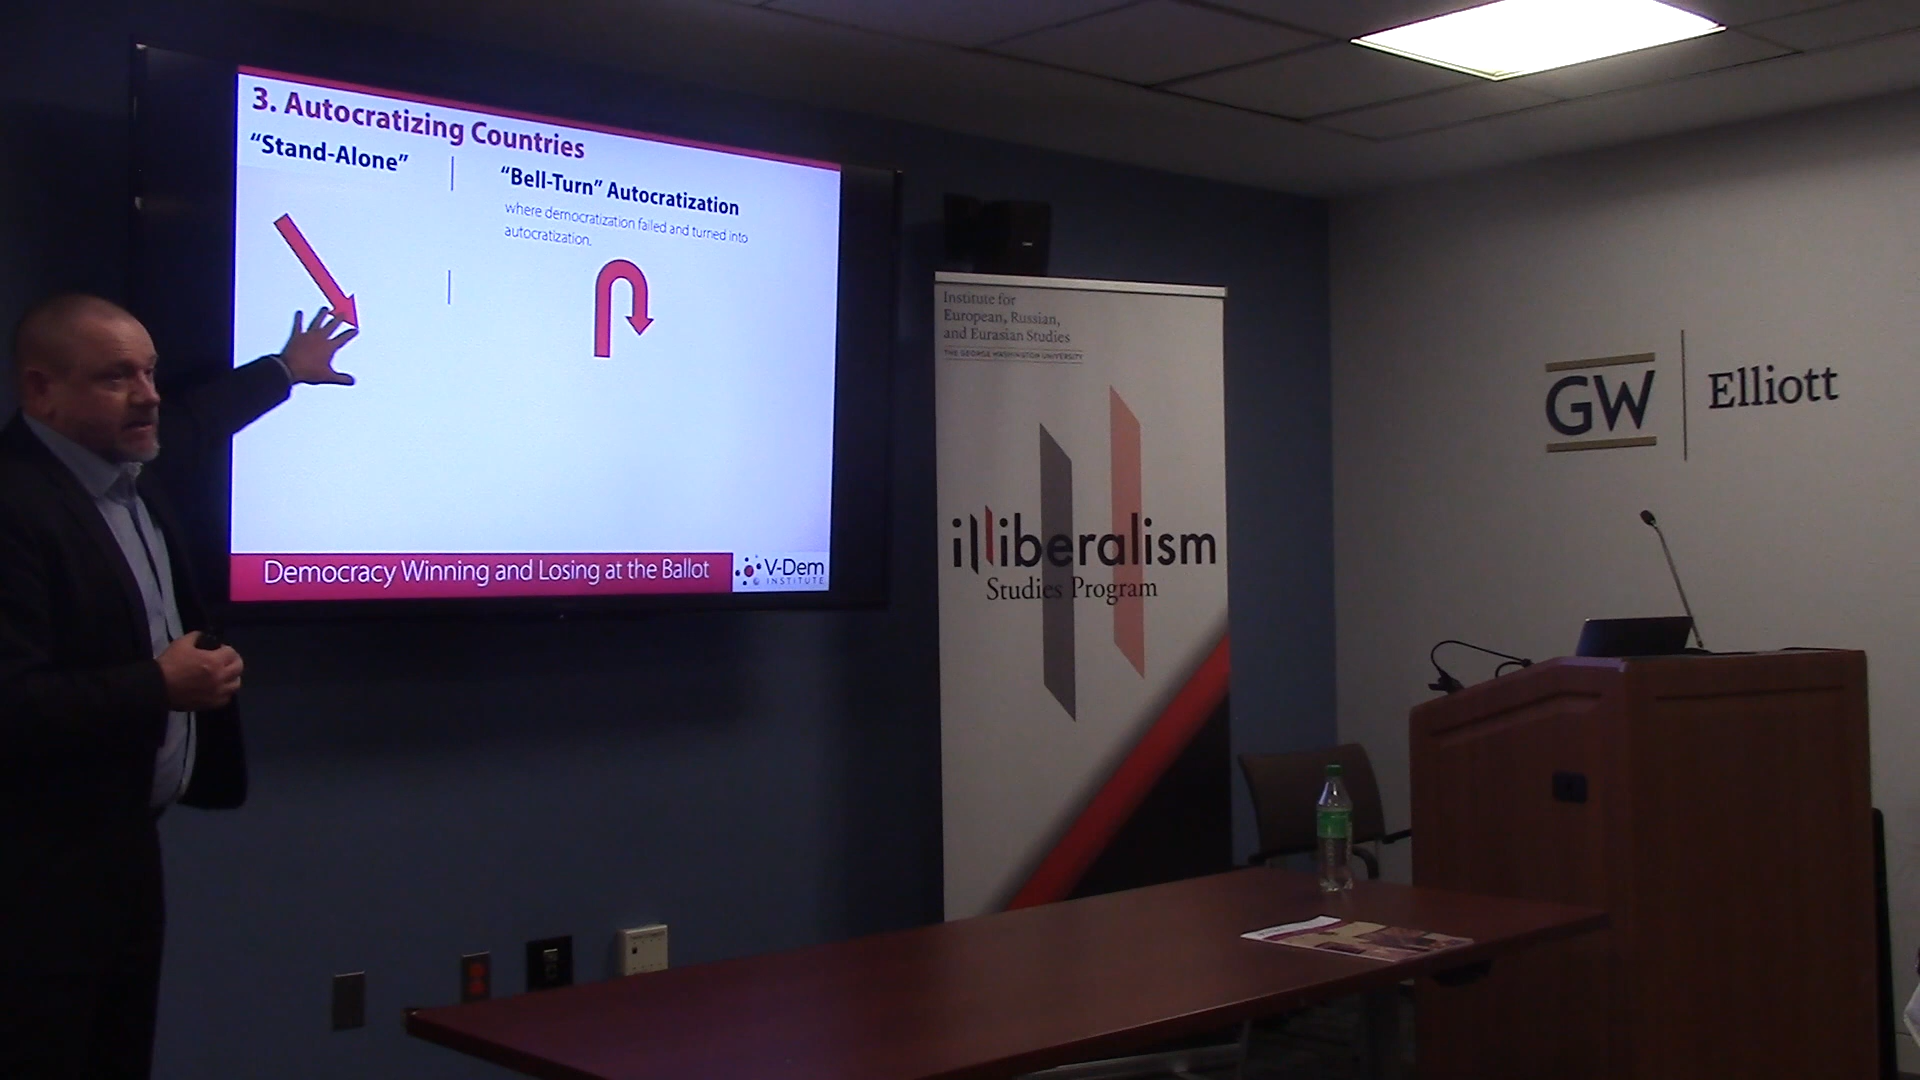 3. Autocratizing Countries
“Stand-Alone”
“Bell-Turn” Autocratization
where democratization failed and turned into
autocratization.
Democracy Winning and Losing at the Ballot
V-Dem
INSTITUTE
Institute for
European, Russian,
and Eurasian Studies
THE GEORGE WASHINGTON UNIVERSITY
illiberalism
Studies Program
GW
Elliott